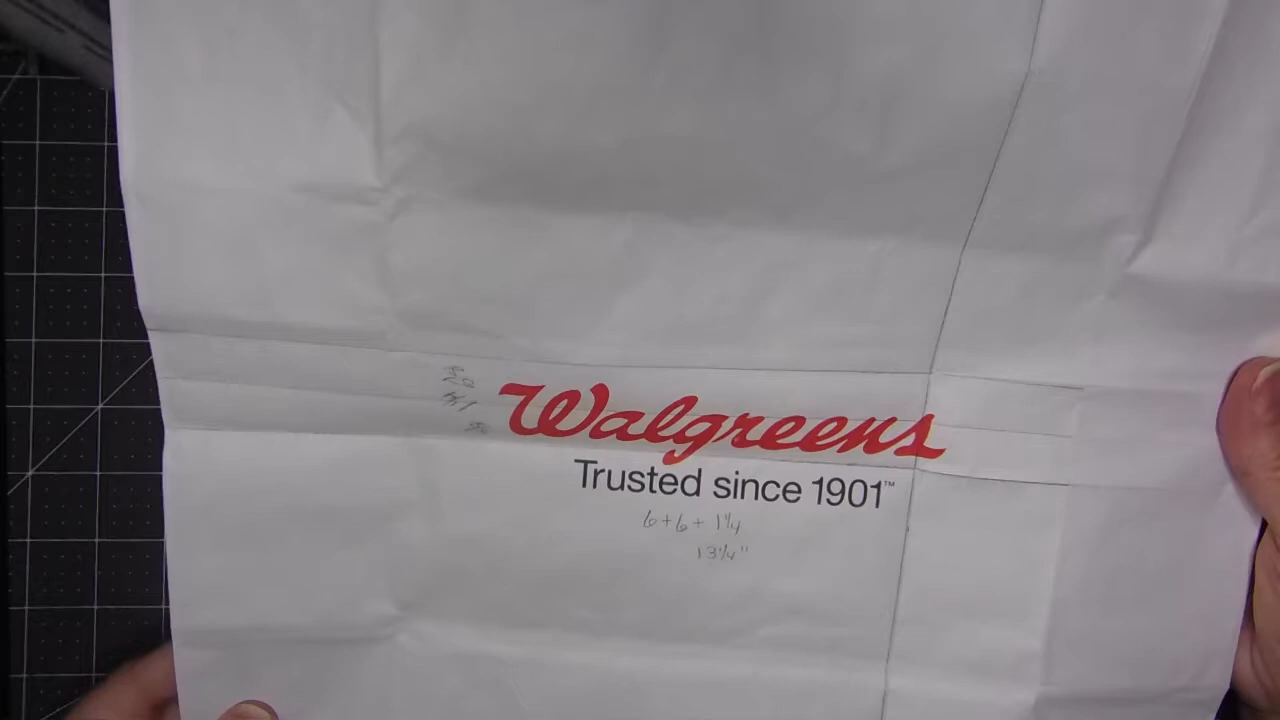 Walgreens
Trusted since 1901™
6+6+ 1¼
13¼"